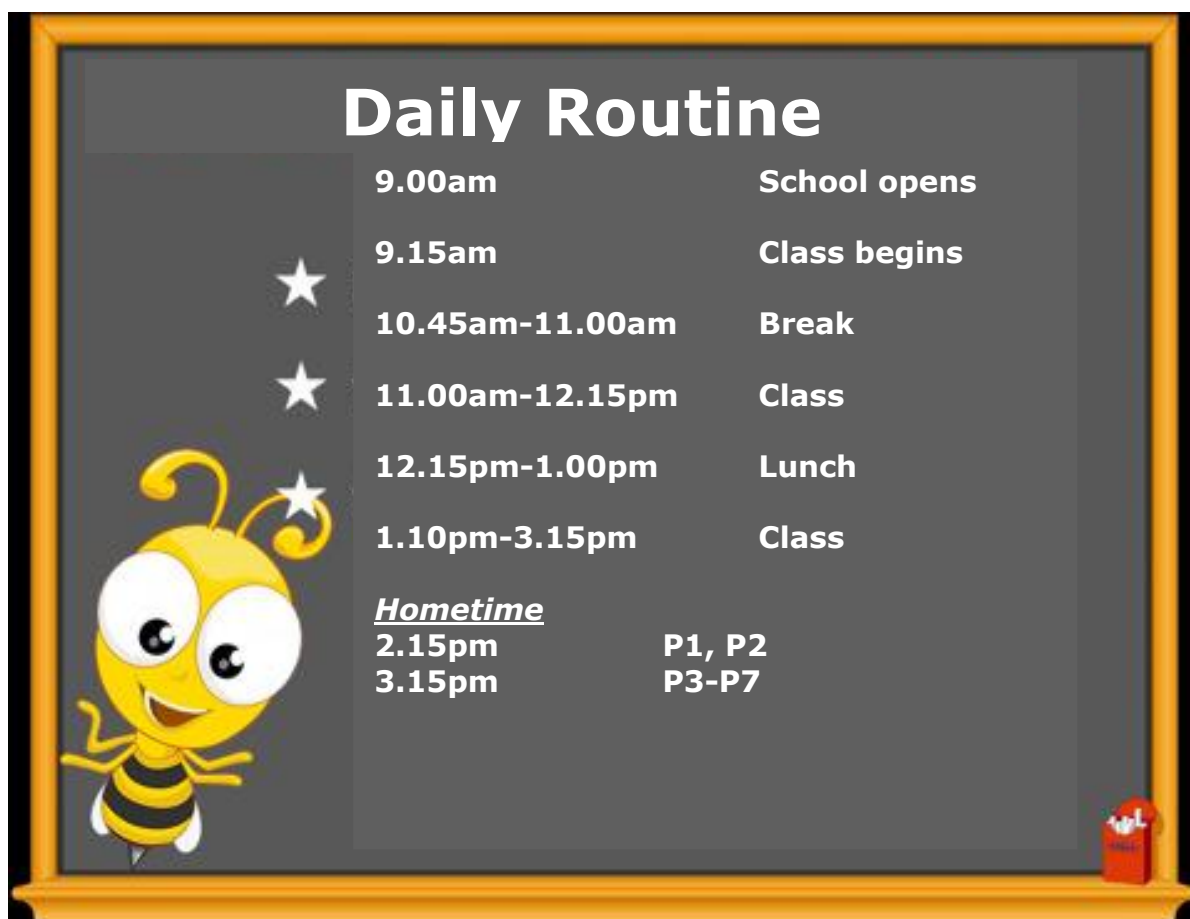 Daily Routine
9.00am School opens
9.15am Class begins
10.45am-11.00am Break
11.00am-12.15pm Class
12.15pm-1.00pm Lunch
1.10pm-3.15pm Class
Hometime
2.15pm P1, P2
3.15pm P3-P7